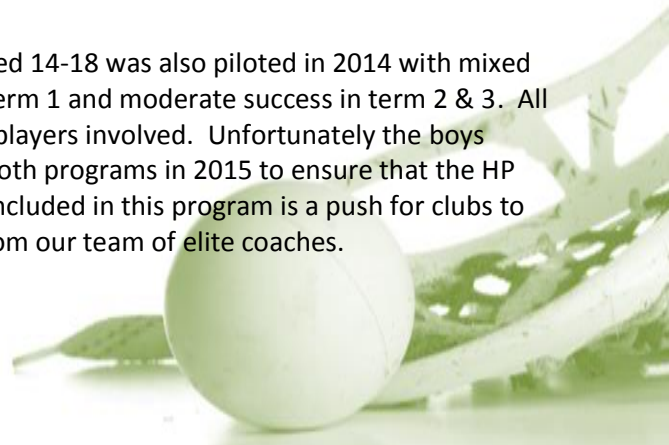 ed 14-18 was also piloted in 2014 with mixed
erm 1 and moderate success in term 2 & 3.  All
players involved.  Unfortunately the boys
oth programs in 2015 to ensure that the HP
ncluded in this program is a push for clubs to
om our team of elite coaches.